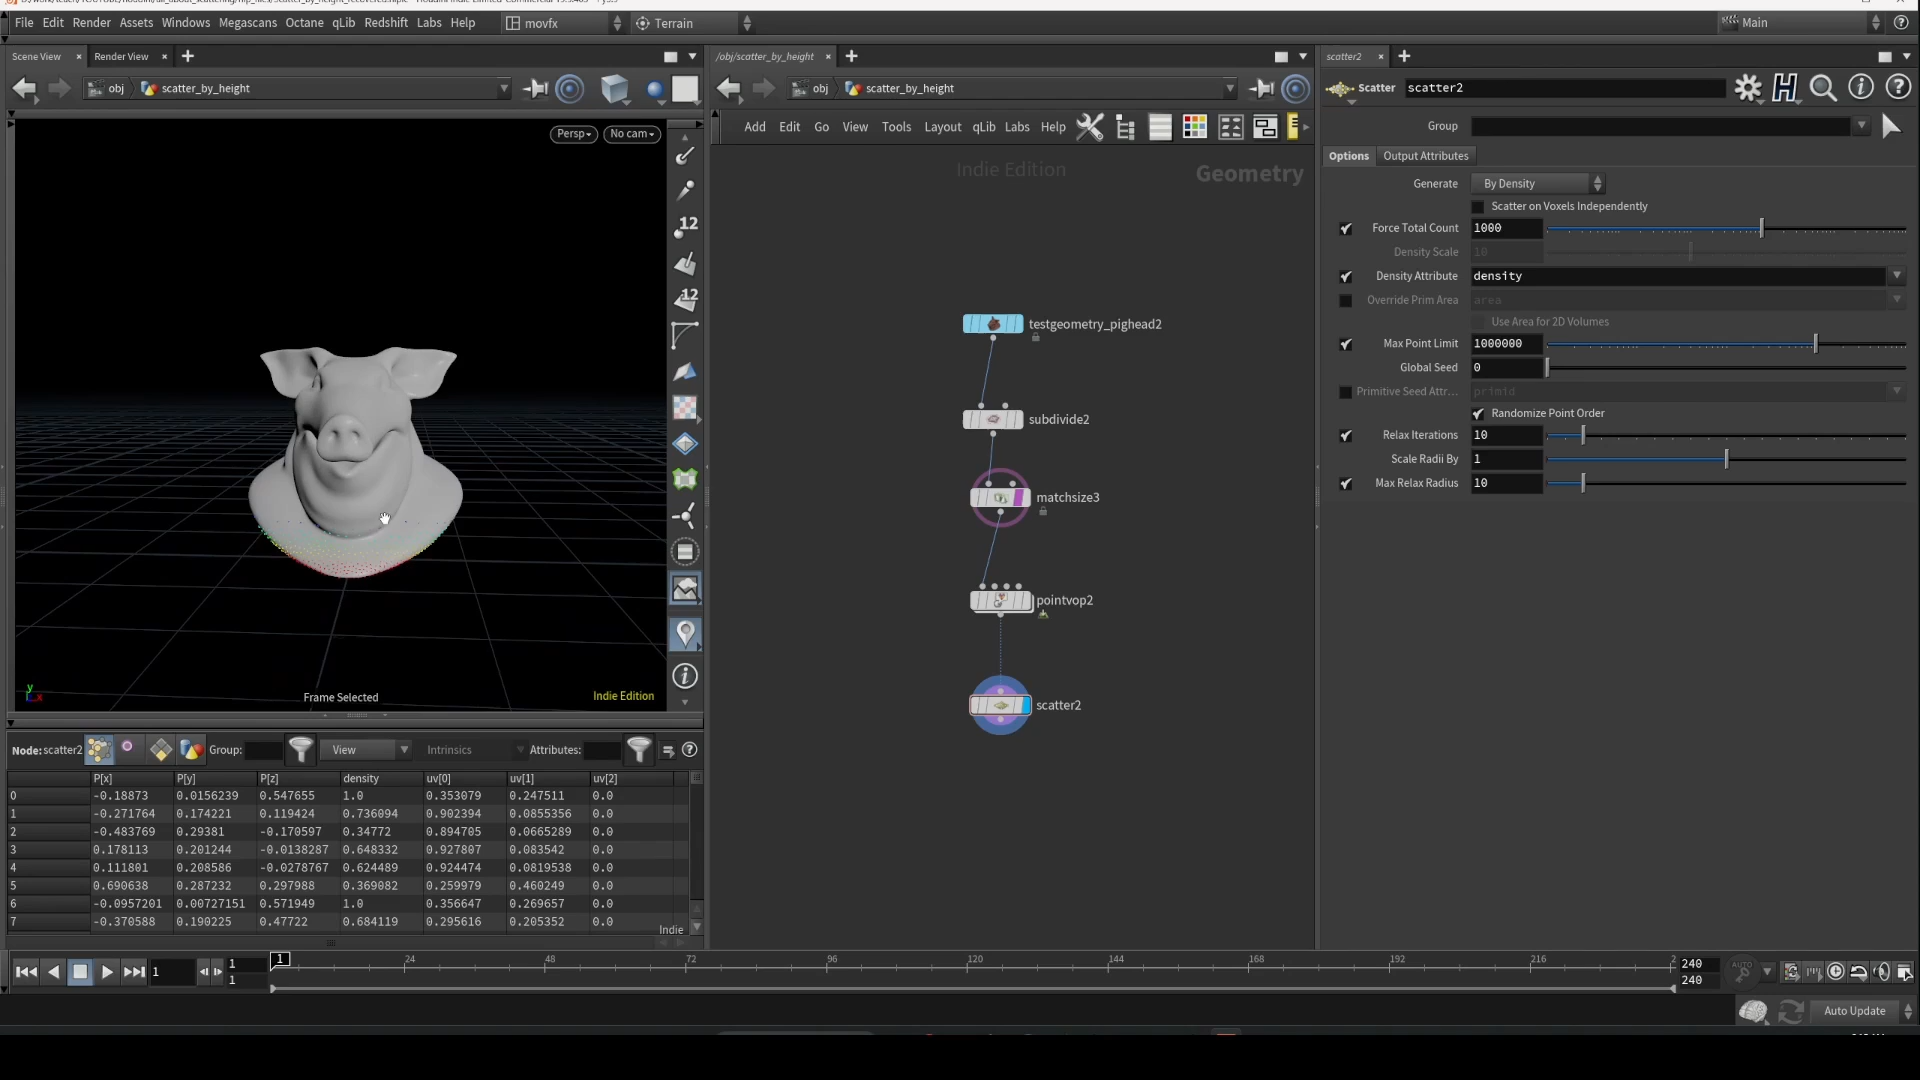 File Edit Render Assets Windows Megascans Octane qLib Redshift Labs Help movfx Terrain Main
Scene View × Render View × + /obj/scatter_by_height × + scatter2 × +
obj scatter_by_height obj scatter_by_height Scatter scatter2
Add Edit Go View Tools Layout qLib Labs Help
Group
Persp No cam
Options Output Attributes
Indie Edition Geometry
Generate By Density
Scatter on Voxels Independently
Force Total Count 1000
Density Scale 10
Density Attribute density
Override Prim Area area
Use Area for 2D Volumes
Max Point Limit 1000000
Global Seed 0
Primitive Seed Attr... primid
Randomize Point Order
Relax Iterations 10
Scale Radii By 1
Max Relax Radius 10
12
12
testgeometry_pighead2
subdivide2
matchsize3
pointvop2
scatter2
y
x
Frame Selected
Indie Edition
Node: scatter2 Group: View Intrinsics Attributes:
P[x] P[y] P[z] density uv[0] uv[1] uv[2]
0 -0.18873 0.0156239 0.547655 1.0 0.353079 0.247511 0.0
1 -0.271764 0.174221 0.119424 0.736094 0.902394 0.0855356 0.0
2 -0.483769 0.29381 -0.170597 0.34772 0.894705 0.0665289 0.0
3 0.178113 0.201244 -0.0138287 0.648332 0.927807 0.083542 0.0
4 0.111801 0.208586 -0.0278767 0.624489 0.924474 0.0819538 0.0
5 0.690638 0.287232 0.297988 0.369082 0.259979 0.460249 0.0
6 -0.0957201 0.00727151 0.571949 1.0 0.356647 0.269657 0.0
7 -0.370588 0.190225 0.47722 0.684119 0.295616 0.205352 0.0
Indie
1 1 1 24 48 72 96 120 144 168 192 216 2 240 AUTO
1 240
Auto Update